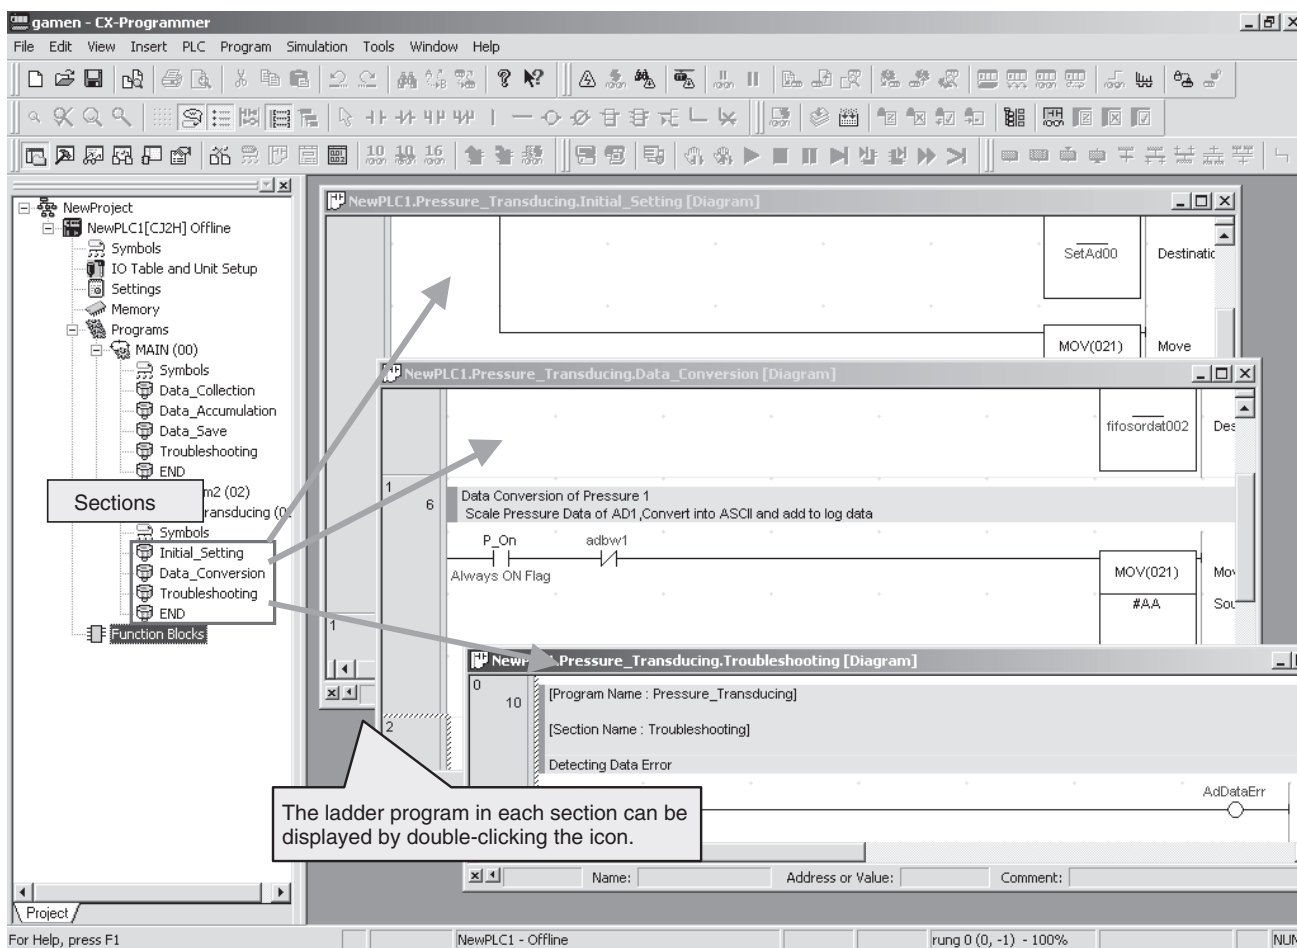 gamen - CX-Programmer
File Edit View Insert PLC Program Simulation Tools Window Help
10 10 16
NewProject
NewPLC1[CJ2H] Offline
Symbols
IO Table and Unit Setup
Settings
Memory
Programs
MAIN (00)
Symbols
Data_Collection
Data_Accumulation
Data_Save
Troubleshooting
END
Sections
m2 (02)
ransducing (0
Symbols
Initial_Setting
Data_Conversion
Troubleshooting
END
Function Blocks
Project
NewPLC1.Pressure_Transducing.Initial_Setting [Diagram]
SetAd00 Destinatic
MOV(021) Move
1
NewPLC1.Pressure_Transducing.Data_Conversion [Diagram]
fifosordat002 Des
1
6
Data Conversion of Pressure 1
Scale Pressure Data of AD1,Convert into ASCII and add to log data
P_On adbw1
Always ON Flag
MOV(021) Mov
#AA Sou
2
NewP .Pressure_Transducing.Troubleshooting [Diagram]
0
10
[Program Name : Pressure_Transducing]
[Section Name : Troubleshooting]
Detecting Data Error
AdDataErr
The ladder program in each section can be
displayed by double-clicking the icon.
Name: Address or Value: Comment:
For Help, press F1 NewPLC1 - Offline rung 0 (0, -1) - 100% NUM